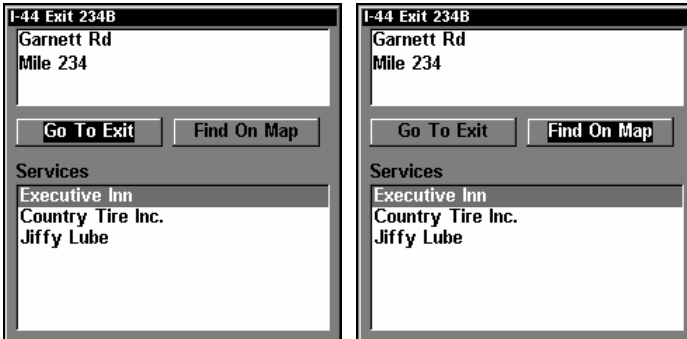 I-44 Exit 234B
Garnett Rd
Mile 234
Go To Exit Find On Map
Services
Executive Inn
Country Tire Inc.
Jiffy Lube
I-44 Exit 234B
Garnett Rd
Mile 234
Go To Exit Find On Map
Services
Executive Inn
Country Tire Inc.
Jiffy Lube